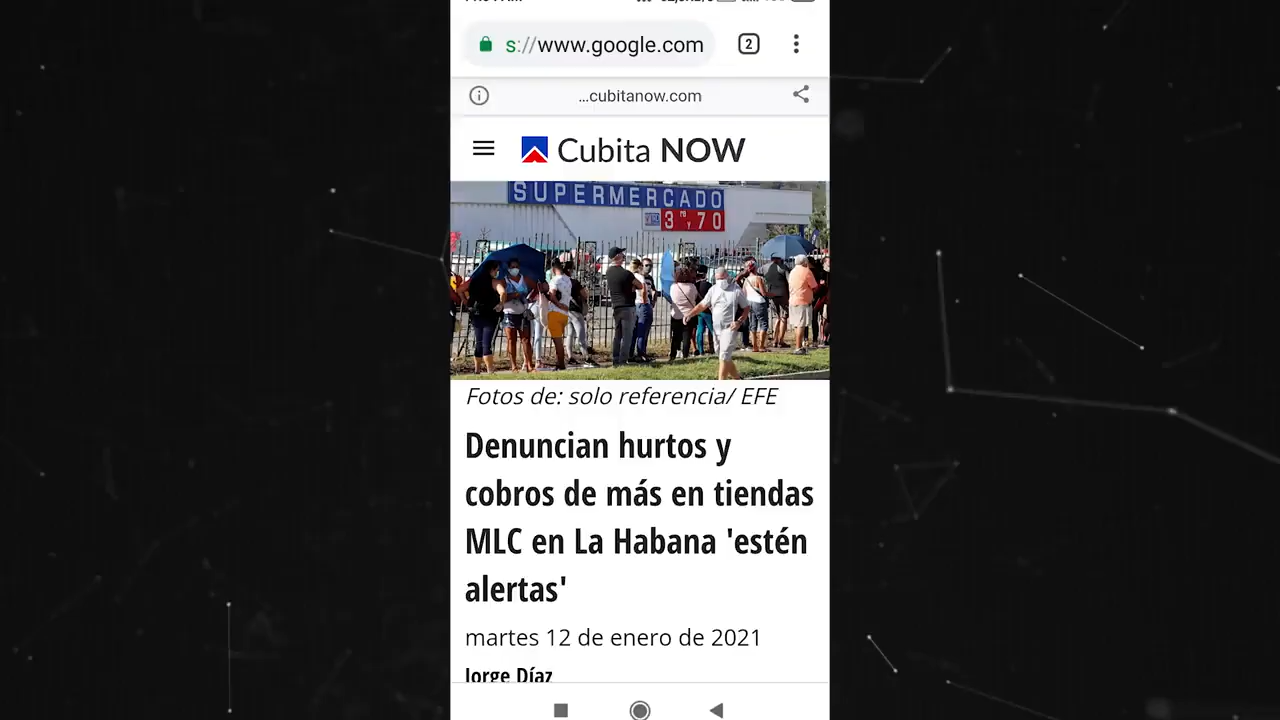 s://www.google.com
2
...cubitanow.com
Cubita NOW
SUPERMERCADO
3ra y 70
Fotos de: solo referencia/ EFE
Denuncian hurtos y
cobros de más en tiendas
MLC en La Habana 'estén
alertas'
martes 12 de enero de 2021
Jorge Díaz